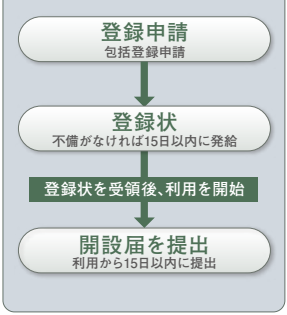 登録申請
包括登録申請
登録状
不備がなければ15日以内に発給
登録状を受領後、利用を開始
開設届を提出
利用から15日以内に提出